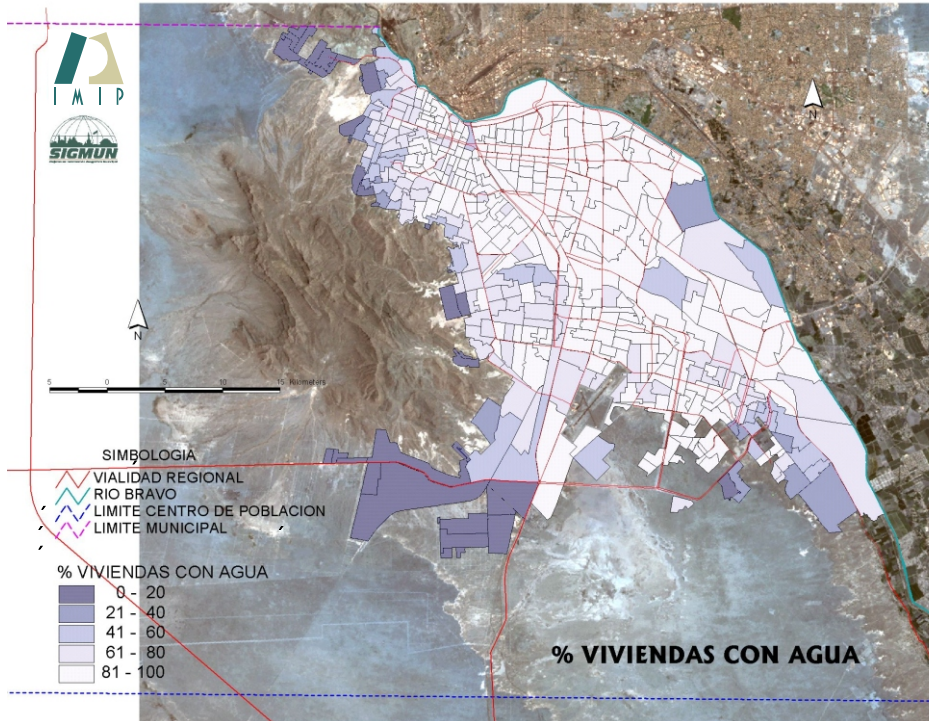 IMIP
SIGMUN
N
N
5 0 5 10 15 Kilometers
SIMBOLOGIA
VIALIDAD REGIONAL
RIO BRAVO
LIMITE CENTRO DE POBLACION
LIMITE MUNICIPAL
% VIVIENDAS CON AGUA
0 - 20
21 - 40
41 - 60
61 - 80
81 - 100
% VIVIENDAS CON AGUA